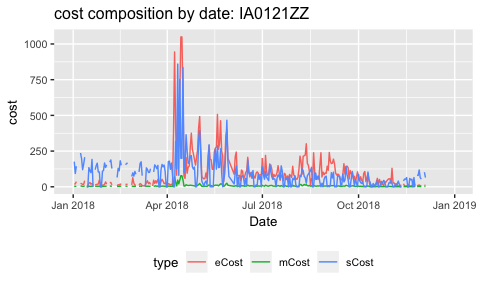 cost composition by date: IA0121ZZ
1000
750
500
250
0
cost
Jan 2018 Apr 2018 Jul 2018 Oct 2018 Jan 2019
Date
type eCost mCost sCost